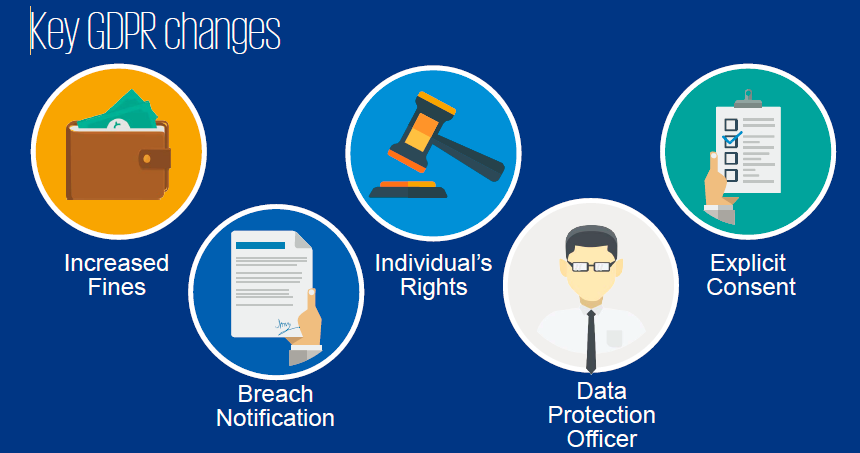 Key GDPR changes
Increased
Fines
Breach
Notification
Individual's
Rights
Data
Protection
Officer
Explicit
Consent